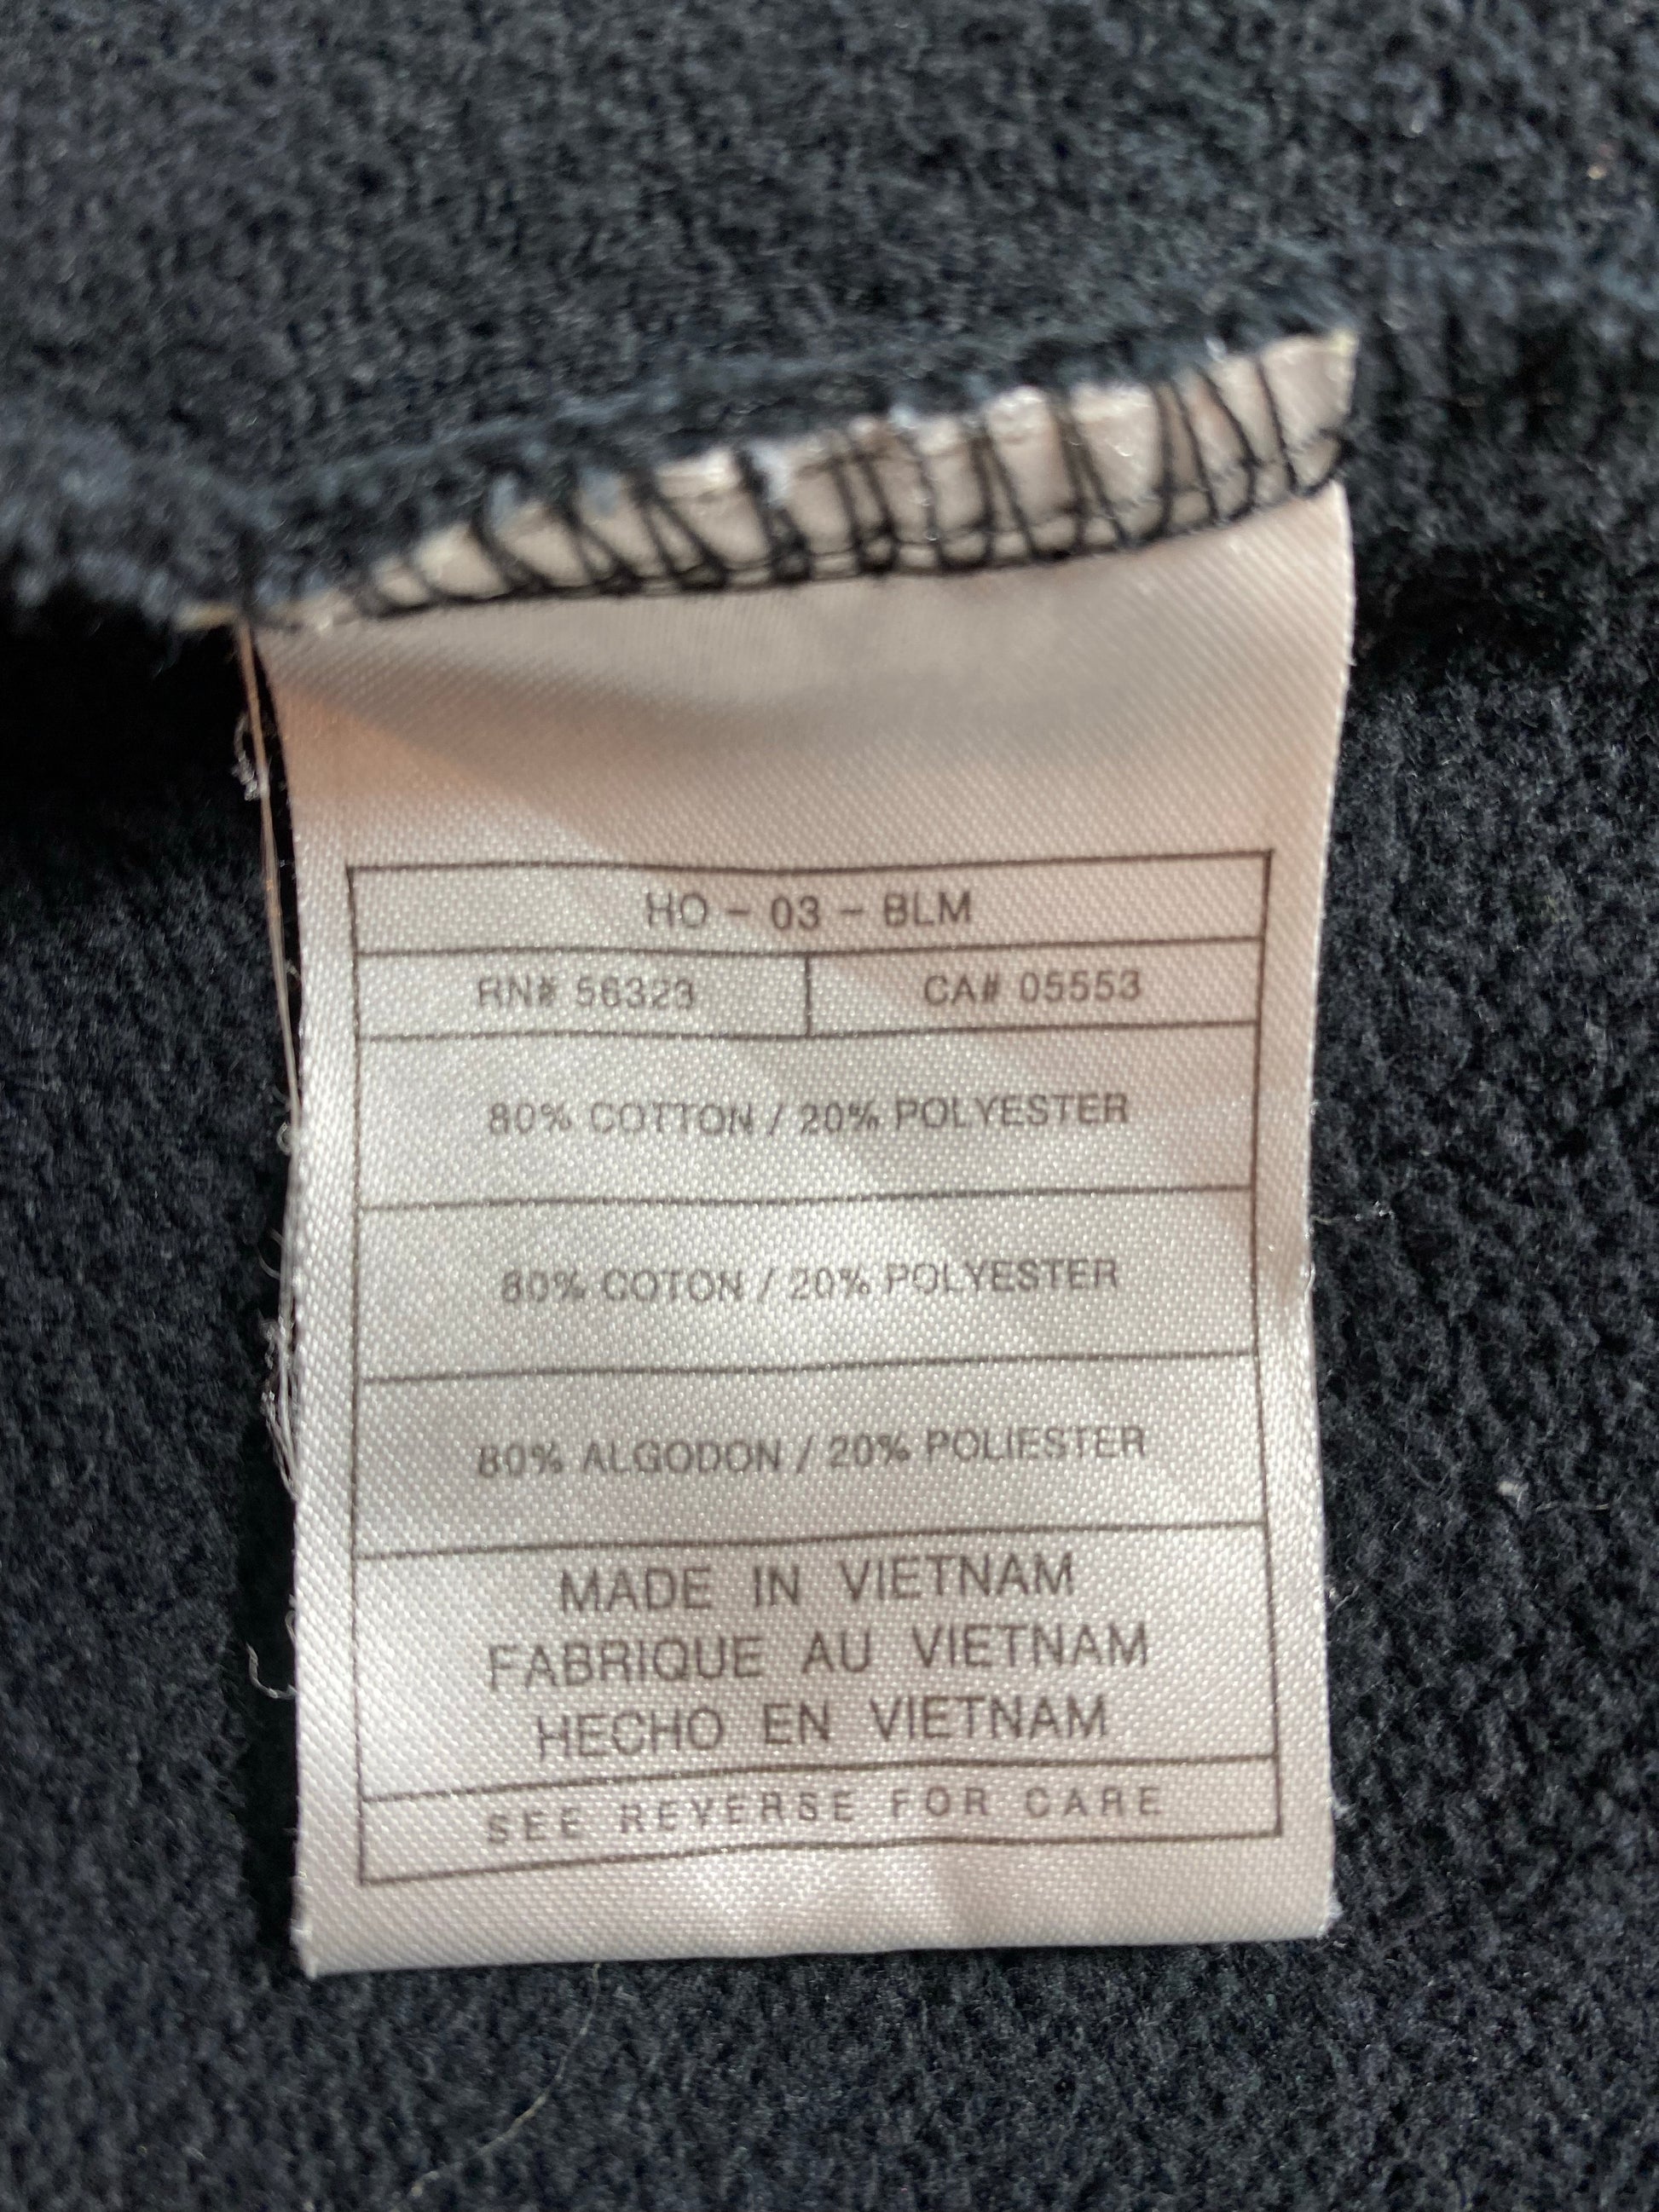 HO - 03 - BLM
RN# 56323 CA# 05553
80% COTTON / 20% POLYESTER
80% COTON / 20% POLYESTER
80% ALGODON / 20% POLIESTER
MADE IN VIETNAM
FABRIQUE AU VIETNAM
HECHO EN VIETNAM
SEE REVERSE FOR CARE